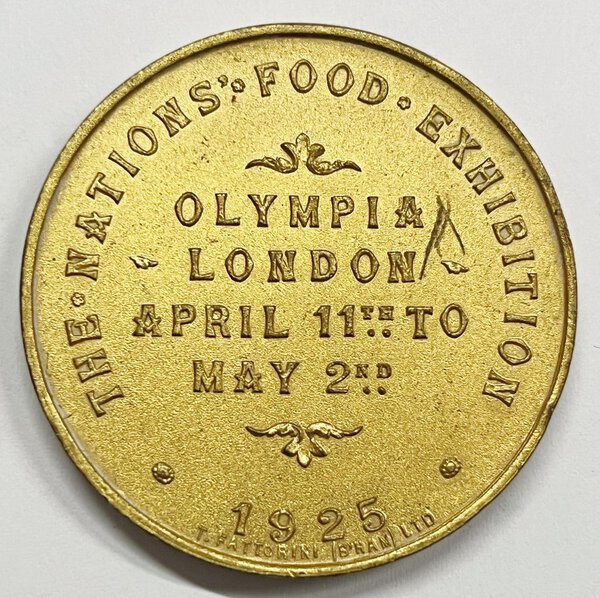 THE · NATIONS' · FOOD · EXHIBITION
OLYMPIA
LONDON
APRIL 11TH TO
MAY 2ND
1925
T. FATTORINI B'HAM LTD